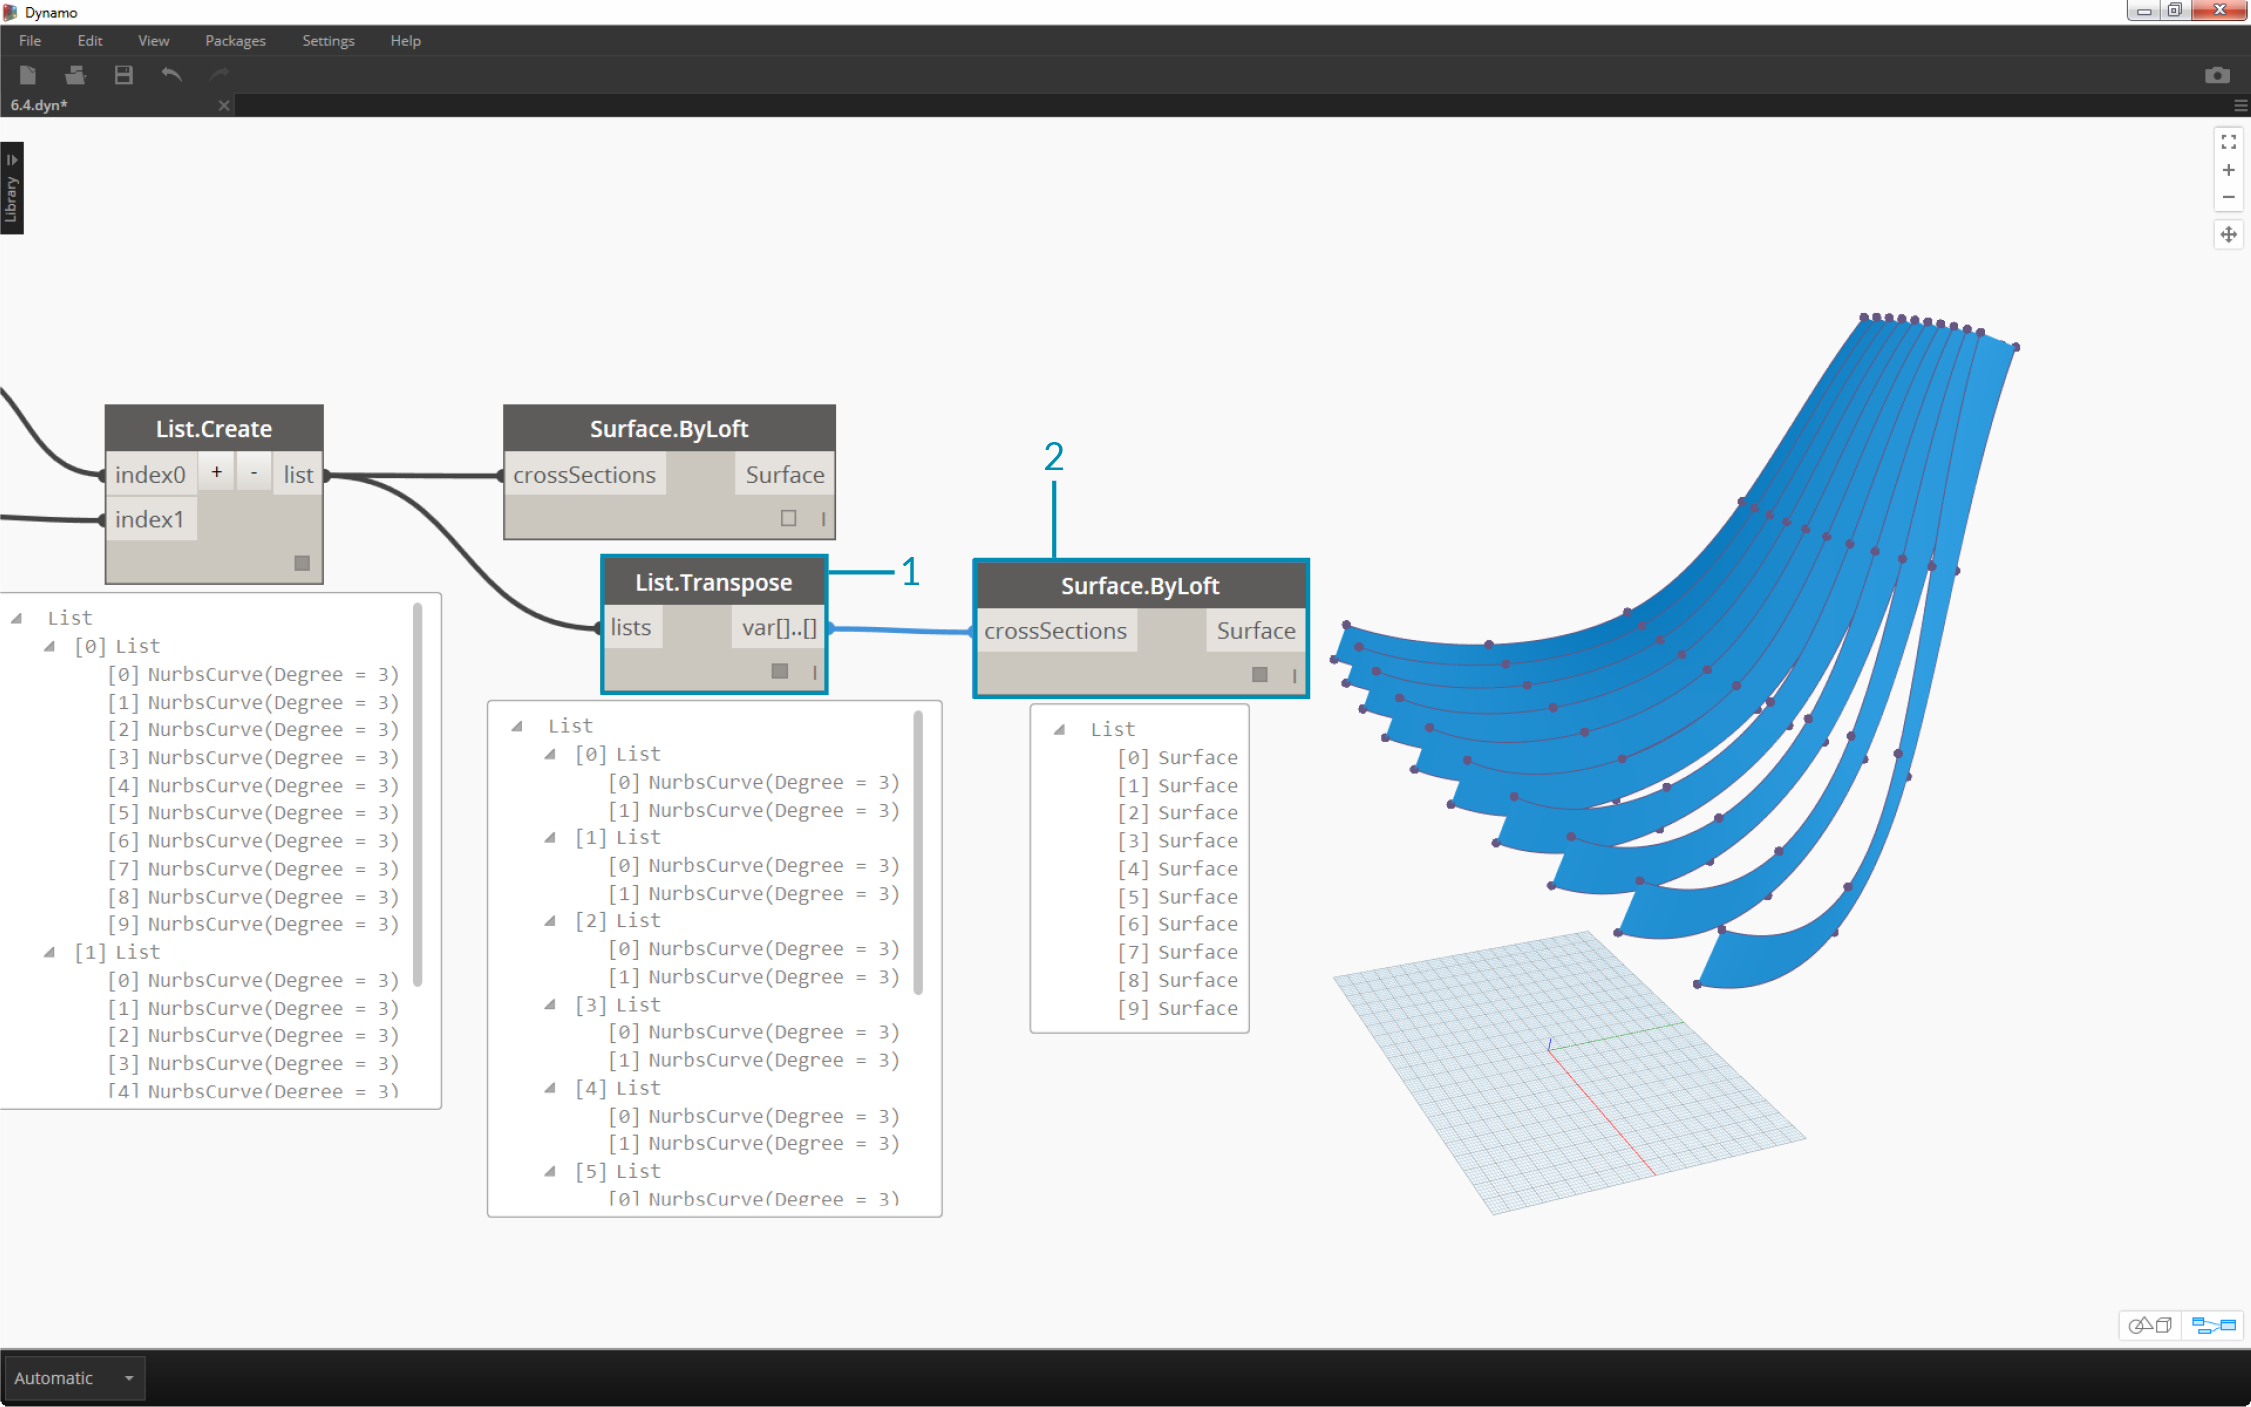 Dynamo
File Edit View Packages Settings Help
6.4.dyn*
Library
List.Create
index0 + - list
index1
Surface.ByLoft
crossSections Surface
List.Transpose
lists var[]..[]
1
2
Surface.ByLoft
crossSections Surface
List
[0] List
[0] NurbsCurve(Degree = 3)
[1] NurbsCurve(Degree = 3)
[2] NurbsCurve(Degree = 3)
[3] NurbsCurve(Degree = 3)
[4] NurbsCurve(Degree = 3)
[5] NurbsCurve(Degree = 3)
[6] NurbsCurve(Degree = 3)
[7] NurbsCurve(Degree = 3)
[8] NurbsCurve(Degree = 3)
[9] NurbsCurve(Degree = 3)
[1] List
[0] NurbsCurve(Degree = 3)
[1] NurbsCurve(Degree = 3)
[2] NurbsCurve(Degree = 3)
[3] NurbsCurve(Degree = 3)
[4] NurbsCurve(Degree = 3)
List
[0] List
[0] NurbsCurve(Degree = 3)
[1] NurbsCurve(Degree = 3)
[1] List
[0] NurbsCurve(Degree = 3)
[1] NurbsCurve(Degree = 3)
[2] List
[0] NurbsCurve(Degree = 3)
[1] NurbsCurve(Degree = 3)
[3] List
[0] NurbsCurve(Degree = 3)
[1] NurbsCurve(Degree = 3)
[4] List
[0] NurbsCurve(Degree = 3)
[1] NurbsCurve(Degree = 3)
[5] List
[0] NurbsCurve(Degree = 3)
List
[0] Surface
[1] Surface
[2] Surface
[3] Surface
[4] Surface
[5] Surface
[6] Surface
[7] Surface
[8] Surface
[9] Surface
Automatic